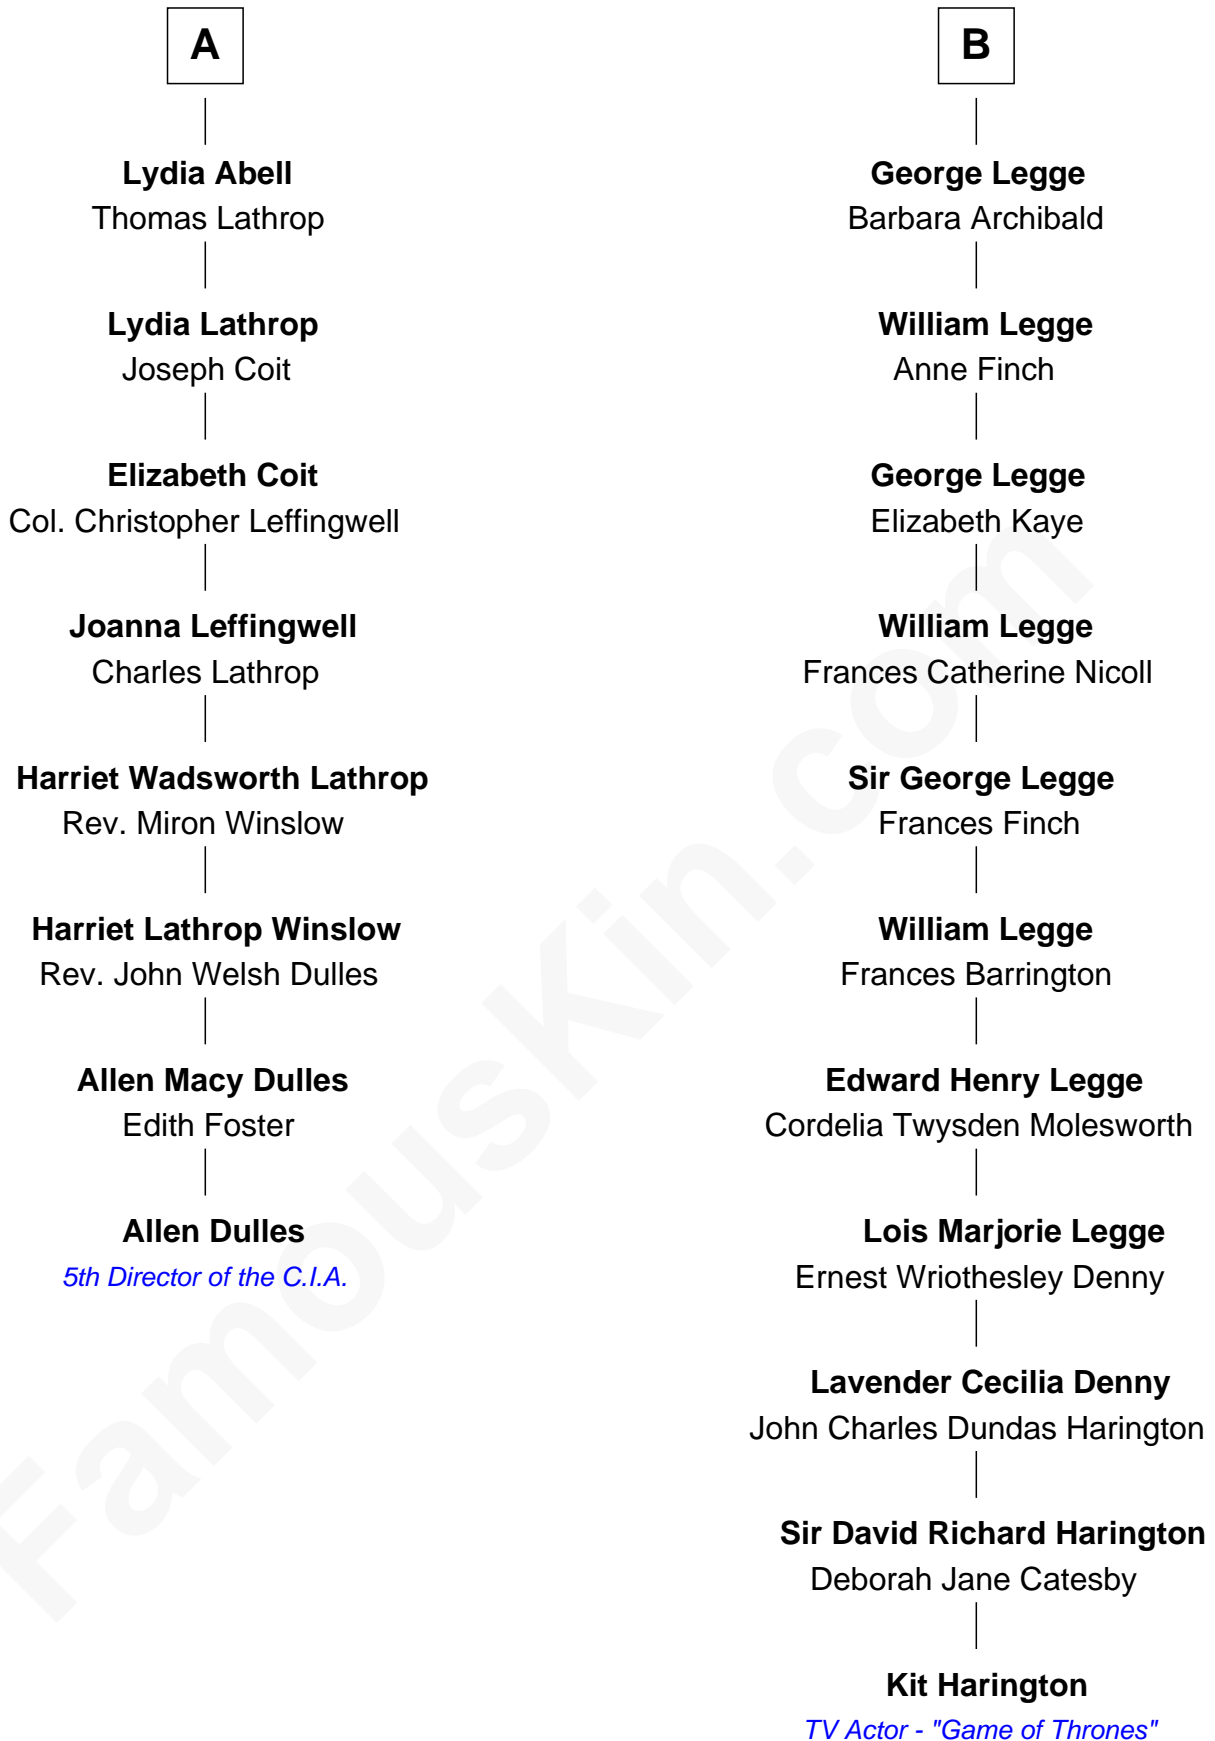 A
Lydia Abell
Thomas Lathrop
Lydia Lathrop
Joseph Coit
Elizabeth Coit
Col. Christopher Leffingwell
Joanna Leffingwell
Charles Lathrop
Harriet Wadsworth Lathrop
Rev. Miron Winslow
Harriet Lathrop Winslow
Rev. John Welsh Dulles
Allen Macy Dulles
Edith Foster
Allen Dulles
5th Director of the C.I.A.
B
George Legge
Barbara Archibald
William Legge
Anne Finch
George Legge
Elizabeth Kaye
William Legge
Frances Catherine Nicoll
Sir George Legge
Frances Finch
William Legge
Frances Barrington
Edward Henry Legge
Cordelia Twysden Molesworth
Lois Marjorie Legge
Ernest Wriothesley Denny
Lavender Cecilia Denny
John Charles Dundas Harington
Sir David Richard Harington
Deborah Jane Catesby
Kit Harington
TV Actor - "Game of Thrones"
FamousKin.com